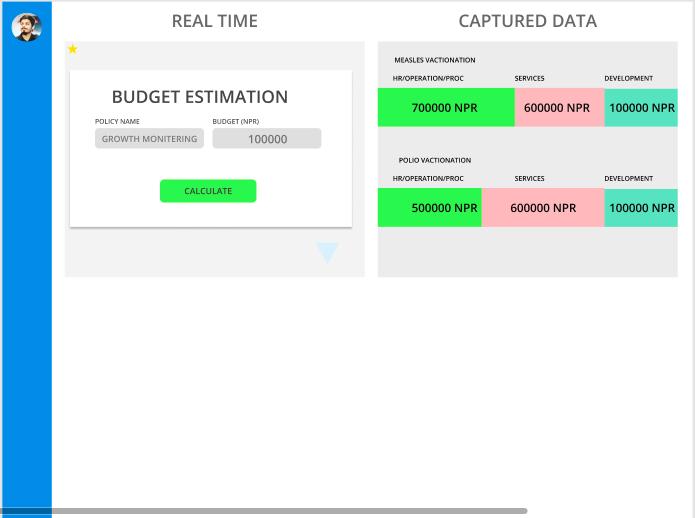 REAL TIME
CAPTURED DATA
BUDGET ESTIMATION
POLICY NAME
BUDGET (NPR)
GROWTH MONITERING
100000
CALCULATE
MEASLES VACTIONATION
HR/OPERATION/PROC
SERVICES
DEVELOPMENT
700000 NPR
600000 NPR
100000 NPR
POLIO VACTIONATION
HR/OPERATION/PROC
SERVICES
DEVELOPMENT
500000 NPR
600000 NPR
100000 NPR